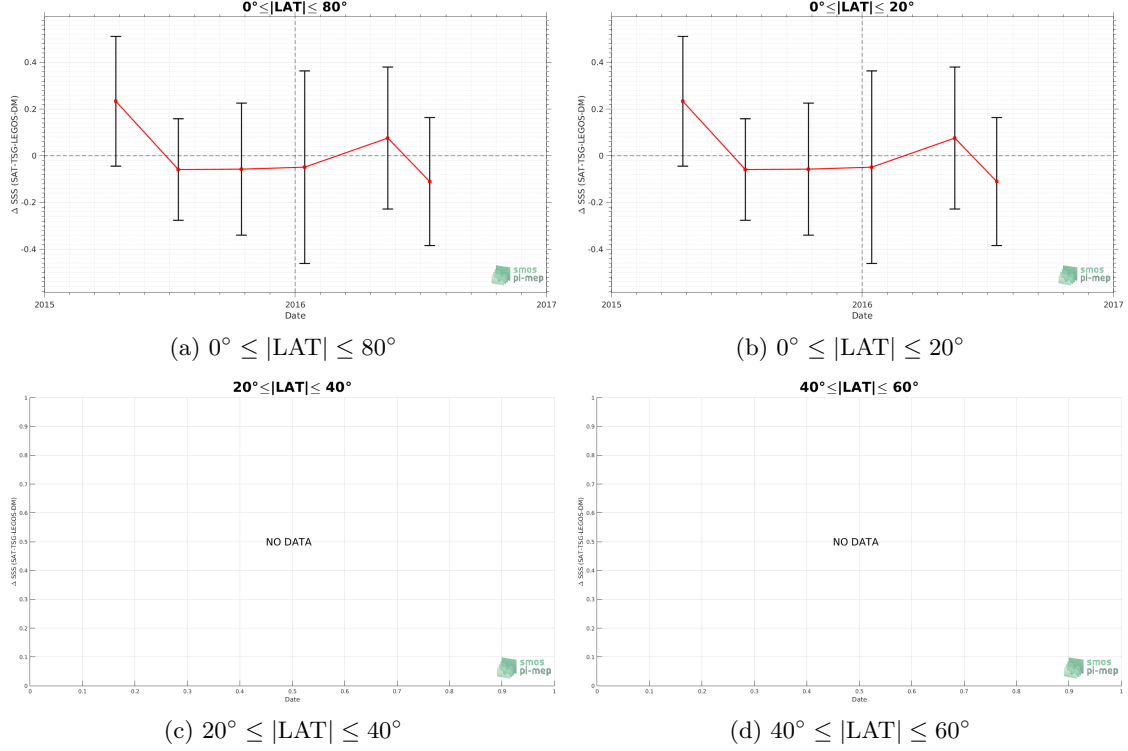 0°≤|LAT|≤ 80°
Δ SSS (SAT-TSG-LEGOS-DM)
0.4
0.2
0
-0.2
-0.4
2015
2016
2017
Date
smos
pi-mep
(a) 0° ≤ |LAT| ≤ 80°
0°≤|LAT|≤ 20°
Δ SSS (SAT-TSG-LEGOS-DM)
0.4
0.2
0
-0.2
-0.4
2015
2016
2017
Date
smos
pi-mep
(b) 0° ≤ |LAT| ≤ 20°
20°≤|LAT|≤ 40°
Δ SSS (SAT-TSG-LEGOS-DM)
1
0.9
0.8
0.7
0.6
0.5
0.4
0.3
0.2
0.1
0
NO DATA
0 0.1 0.2 0.3 0.4 0.5 0.6 0.7 0.8 0.9 1
Date
smos
pi-mep
(c) 20° ≤ |LAT| ≤ 40°
40°≤|LAT|≤ 60°
Δ SSS (SAT-TSG-LEGOS-DM)
1
0.9
0.8
0.7
0.6
0.5
0.4
0.3
0.2
0.1
0
NO DATA
0 0.1 0.2 0.3 0.4 0.5 0.6 0.7 0.8 0.9 1
Date
smos
pi-mep
(d) 40° ≤ |LAT| ≤ 60°